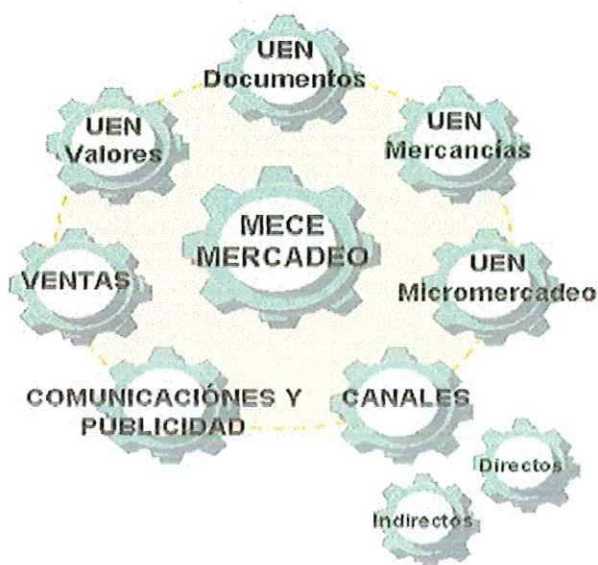 UEN
Documentos
UEN
Valores
UEN
Mercancías
MECE
MERCADEO
VENTAS
UEN
Micromercadeo
COMUNICACIÓNES Y
PUBLICIDAD
CANALES
Directos
Indirectos